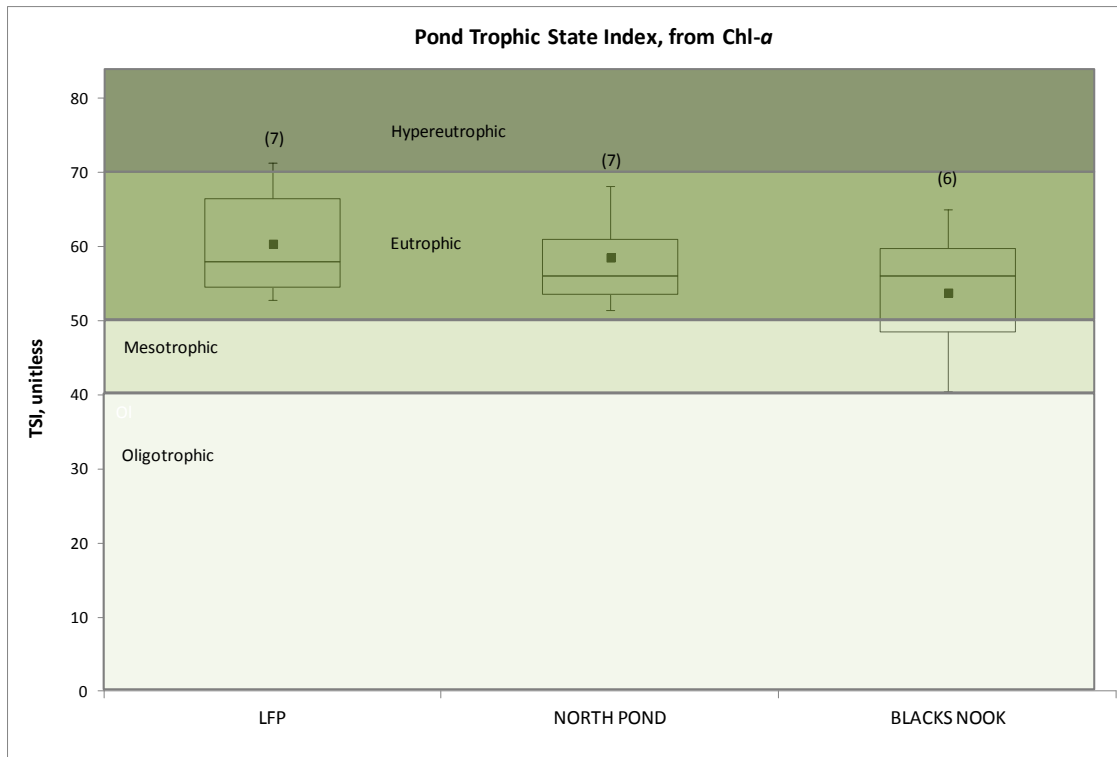 Pond Trophic State Index, from Chl-a
TSI, unitless
80
70
60
50
40
30
20
10
0
Hypereutrophic
Eutrophic
Mesotrophic
Ol
Oligotrophic
(7)
(7)
(6)
LFP
NORTH POND
BLACKS NOOK